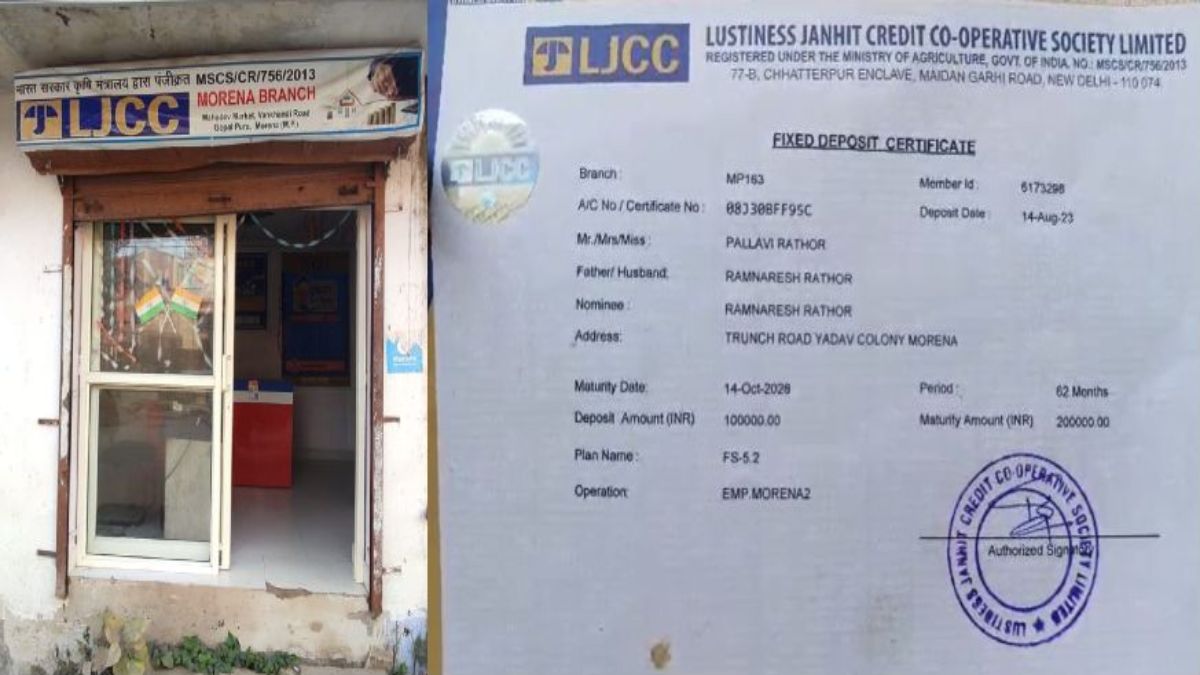 भारत सरकार कृषि मंत्रालय द्वारा पंजीकृत MSCS/CR/756/2013
LJCC
MORENA BRANCH
Mahadev Market, Vankhandi Road
Gopal Pura, Morena (M.P.)
LJCC
LUSTINESS JANHIT CREDIT CO-OPERATIVE SOCIETY LIMITED
REGISTERED UNDER THE MINISTRY OF AGRICULTURE, GOVT. OF INDIA, NO.: MSCS/CR/756/2013
77-B, CHHATTERPUR ENCLAVE, MAIDAN GARHI ROAD, NEW DELHI - 110 074
LJCC
FIXED DEPOSIT CERTIFICATE
Branch : MP163 Member Id : 6173298
A/C No / Certificate No : 08J30BFF95C Deposit Date : 14-Aug-23
Mr./Mrs/Miss : PALLAVI RATHOR
Father/ Husband: RAMNARESH RATHOR
Nominee : RAMNARESH RATHOR
Address: TRUNCH ROAD YADAV COLONY MORENA
Maturity Date: 14-Oct-2028 Period : 62 Months
Deposit Amount (INR) 100000.00 Maturity Amount (INR) 200000.00
Plan Name : FS-5.2
Operation: EMP.MORENA2
LUSTINESS JANHIT CREDIT CO-OPERATIVE SOCIETY LIMITED
Authorized Signatory